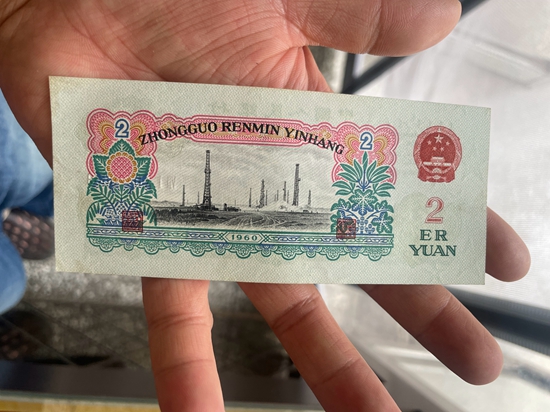 2
ZHONGGUO RENMIN YINHANG
2
1960
2
ER
YUAN